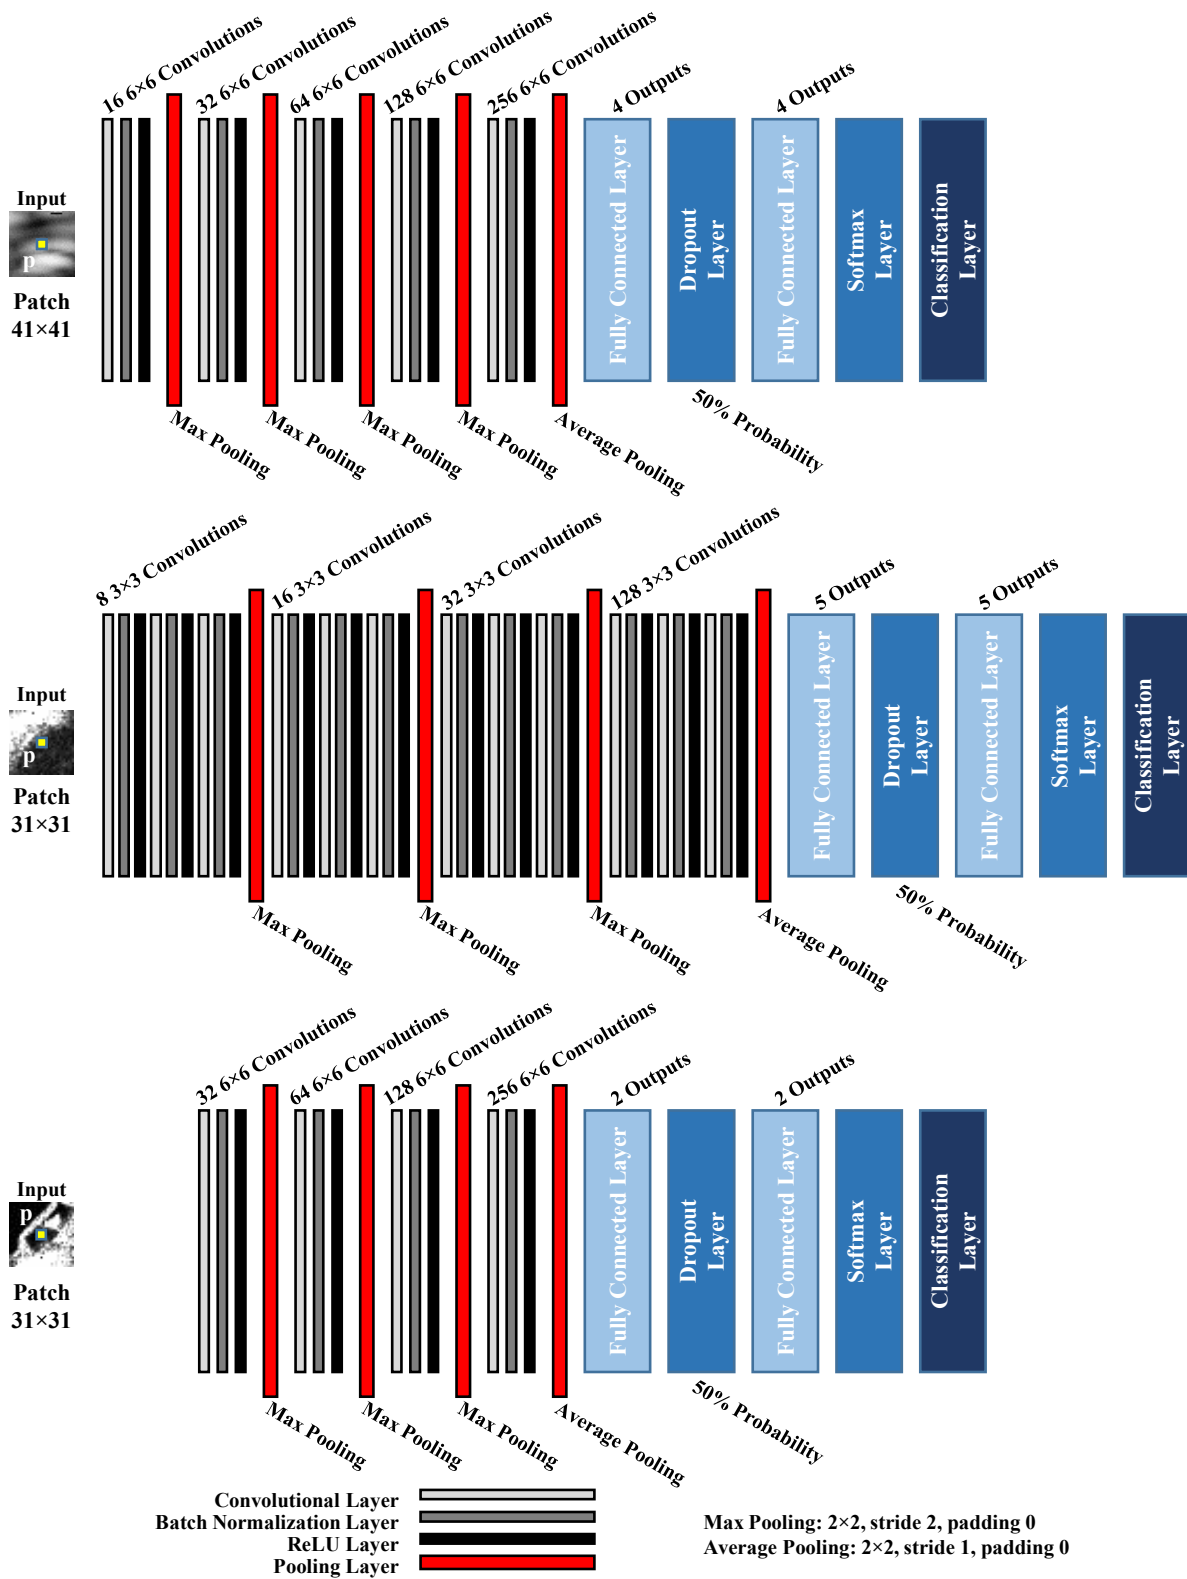 16 6×6 Convolutions
32 6×6 Convolutions
64 6×6 Convolutions
128 6×6 Convolutions
256 6×6 Convolutions
4 Outputs
4 Outputs
Input
p
Patch
41×41
Fully Connected Layer
Dropout
Layer
Fully Connected Layer
Softmax
Layer
Classification
Layer
Max Pooling
Max Pooling
Max Pooling
Max Pooling
Average Pooling
50% Probability
8 3×3 Convolutions
16 3×3 Convolutions
32 3×3 Convolutions
128 3×3 Convolutions
5 Outputs
5 Outputs
Input
p
Patch
31×31
Fully Connected Layer
Dropout
Layer
Fully Connected Layer
Softmax
Layer
Classification
Layer
Max Pooling
Max Pooling
Max Pooling
Average Pooling
50% Probability
32 6×6 Convolutions
64 6×6 Convolutions
128 6×6 Convolutions
256 6×6 Convolutions
2 Outputs
2 Outputs
Input
p
Patch
31×31
Fully Connected Layer
Dropout
Layer
Fully Connected Layer
Softmax
Layer
Classification
Layer
Max Pooling
Max Pooling
Max Pooling
Average Pooling
50% Probability
Convolutional Layer
Batch Normalization Layer
ReLU Layer
Pooling Layer
Max Pooling: 2×2, stride 2, padding 0
Average Pooling: 2×2, stride 1, padding 0